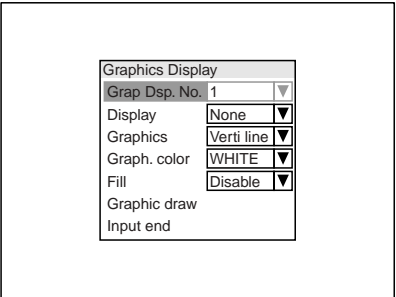 Graphics Display
Grap Dsp. No. 1
Display None
Graphics Verti line
Graph. color WHITE
Fill Disable
Graphic draw
Input end